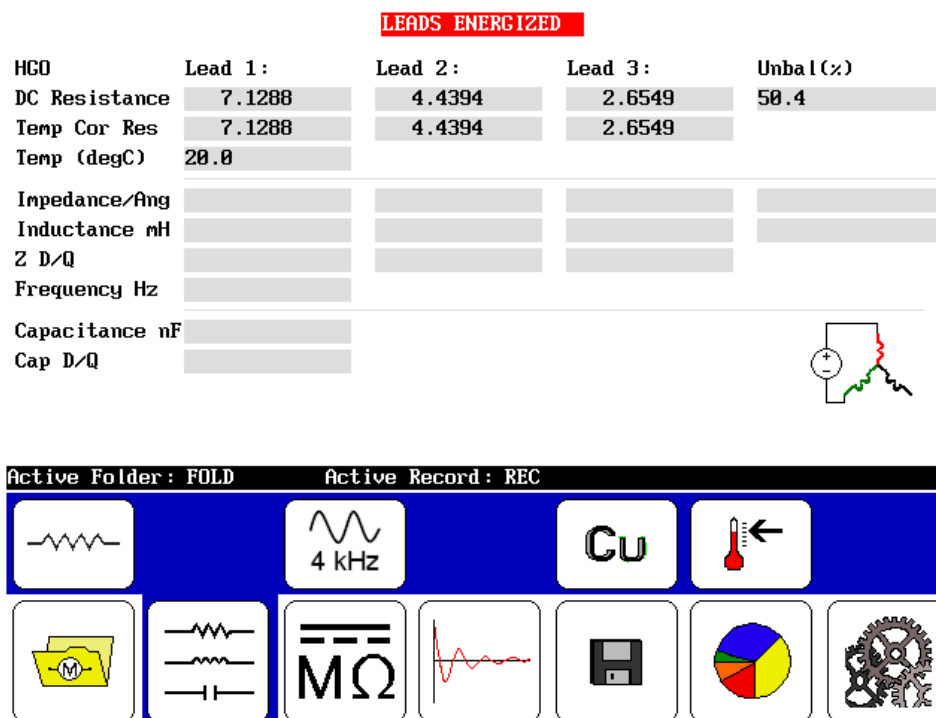 LEADS ENERGIZED
HGO Lead 1: Lead 2: Lead 3: Unbal(%)
DC Resistance 7.1288 4.4394 2.6549 50.4
Temp Cor Res 7.1288 4.4394 2.6549
Temp (degC) 20.0
Impedance/Ang
Inductance mH
Z D/Q
Frequency Hz
Capacitance nF
Cap D/Q
Active Folder: FOLD Active Record: REC
4 kHz
Cu
M
MΩ